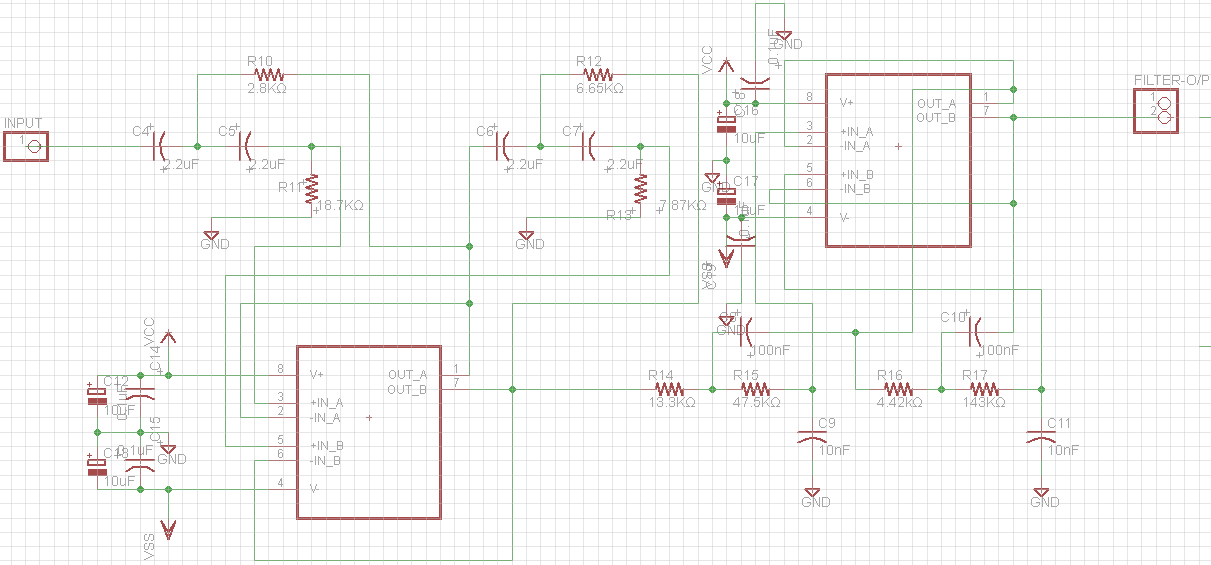 INPUT
1
C4
2.2uF
R10
2.8KΩ
C5
2.2uF
R11
18.7KΩ
GND
C6
2.2uF
R12
6.65KΩ
C7
2.2uF
R13
7.87KΩ
GND
VCC
GND
0.1uF
C16
10uF
GND
C17
10uF
VSS
GND
8
3
2
5
6
4
V+
+IN_A
-IN_A
+IN_B
-IN_B
V-
OUT_A
OUT_B
1
7
FILTER-O/P
1
2
VCC
C14
C12
10uF
C15
0.1uF
GND
10uF
VSS
8
3
2
5
6
4
V+
+IN_A
-IN_A
+IN_B
-IN_B
V-
OUT_A
OUT_B
1
7
100nF
R14
13.3KΩ
R15
47.5KΩ
C9
10nF
GND
C10
100nF
R16
4.42KΩ
R17
143KΩ
C11
10nF
GND